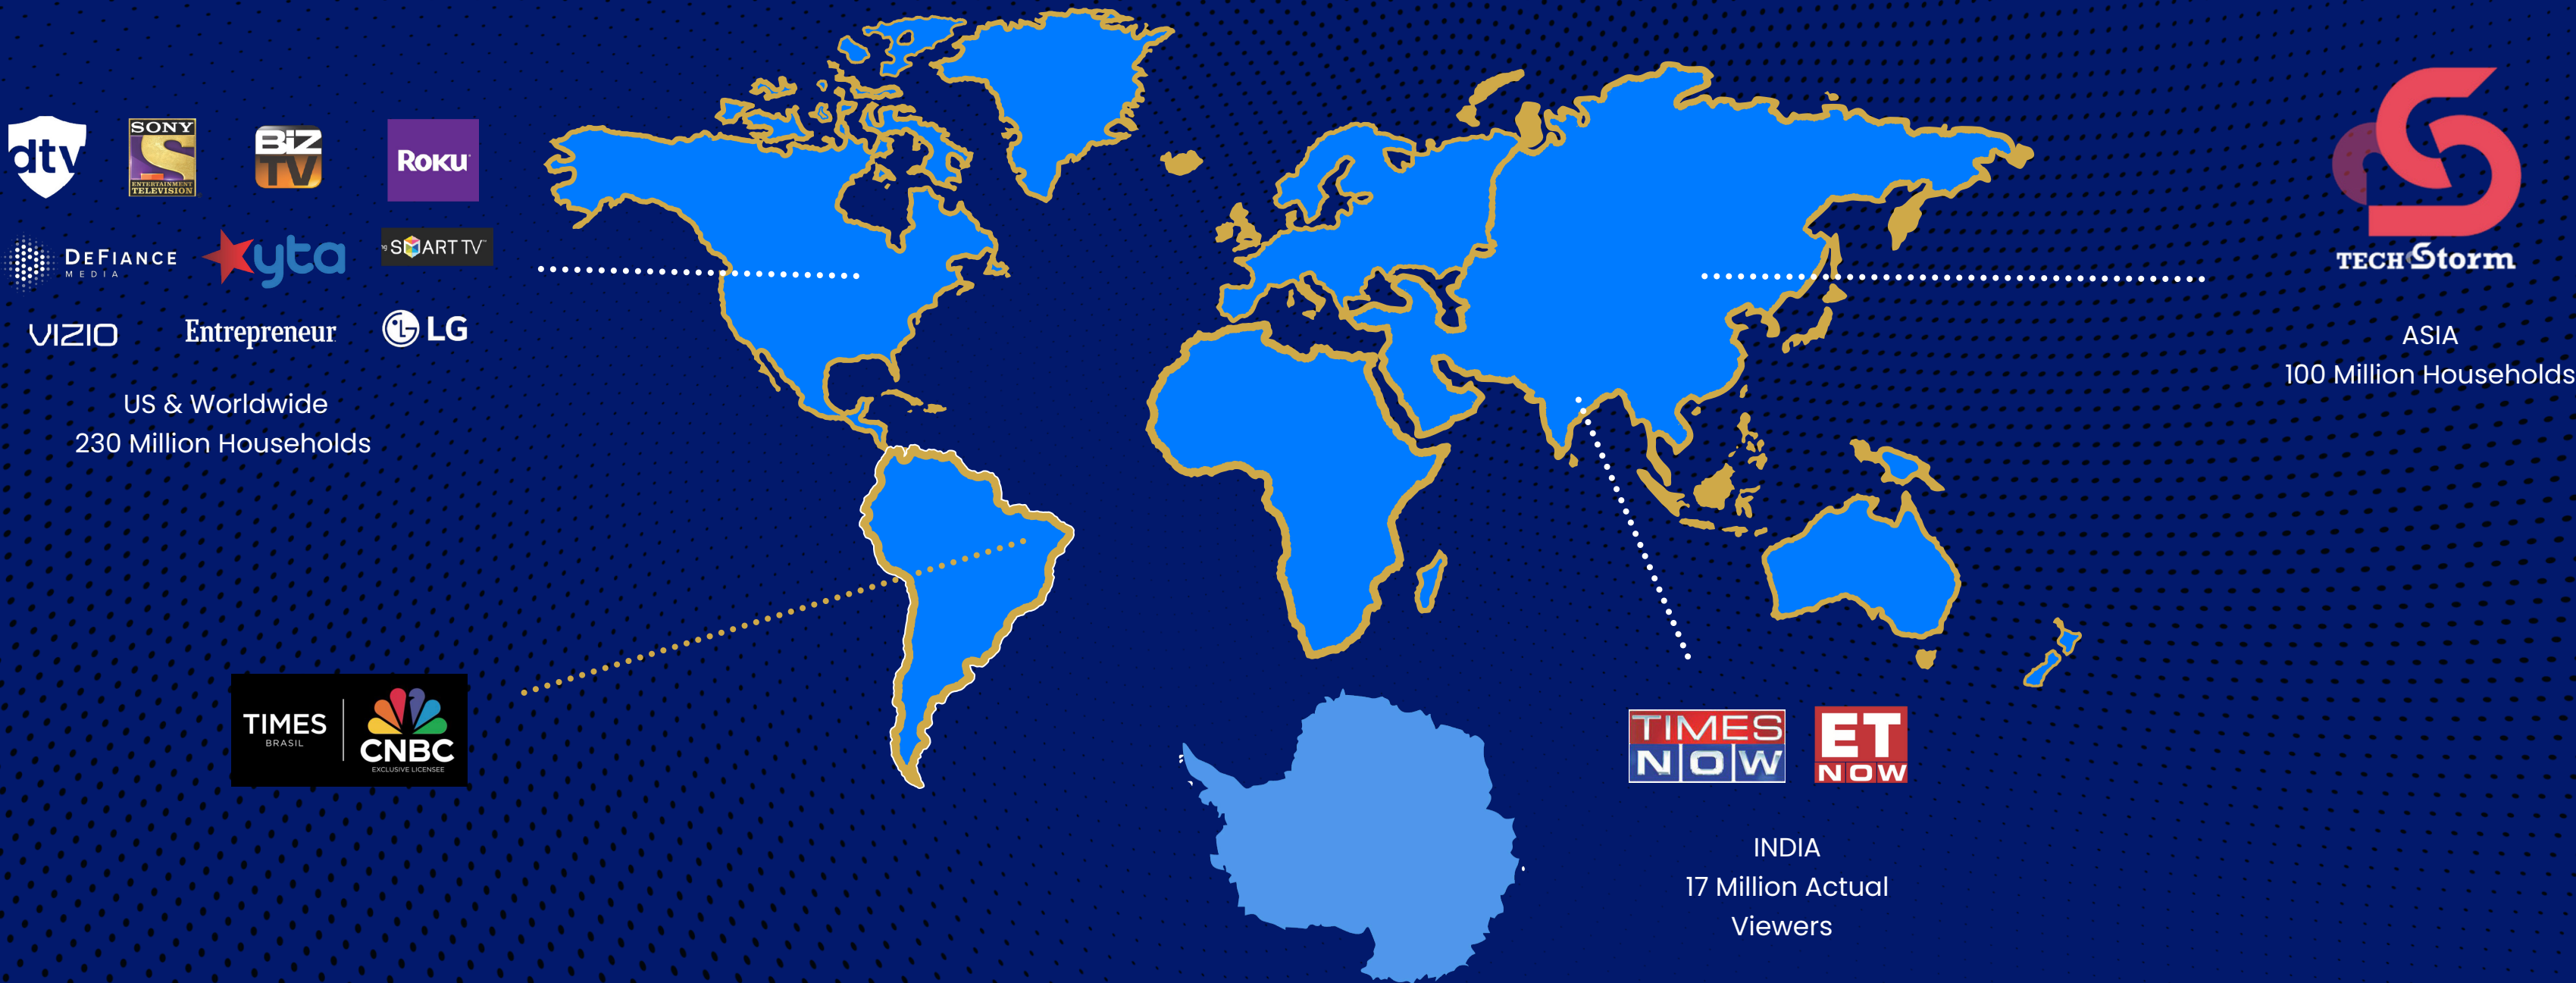 dtv
SONY
ENTERTAINMENT
TELEVISION
BiZ
TV
ROKU
DEFIANCE
MEDIA
yta
SMART TV
VIZIO
Entrepreneur
LG
US & Worldwide
230 Million Households
TECHStorm
ASIA
100 Million Households
TIMES
BRASIL
CNBC
EXCLUSIVE LICENSEE
TIMES
NOW
ET
NOW
INDIA
17 Million Actual
Viewers